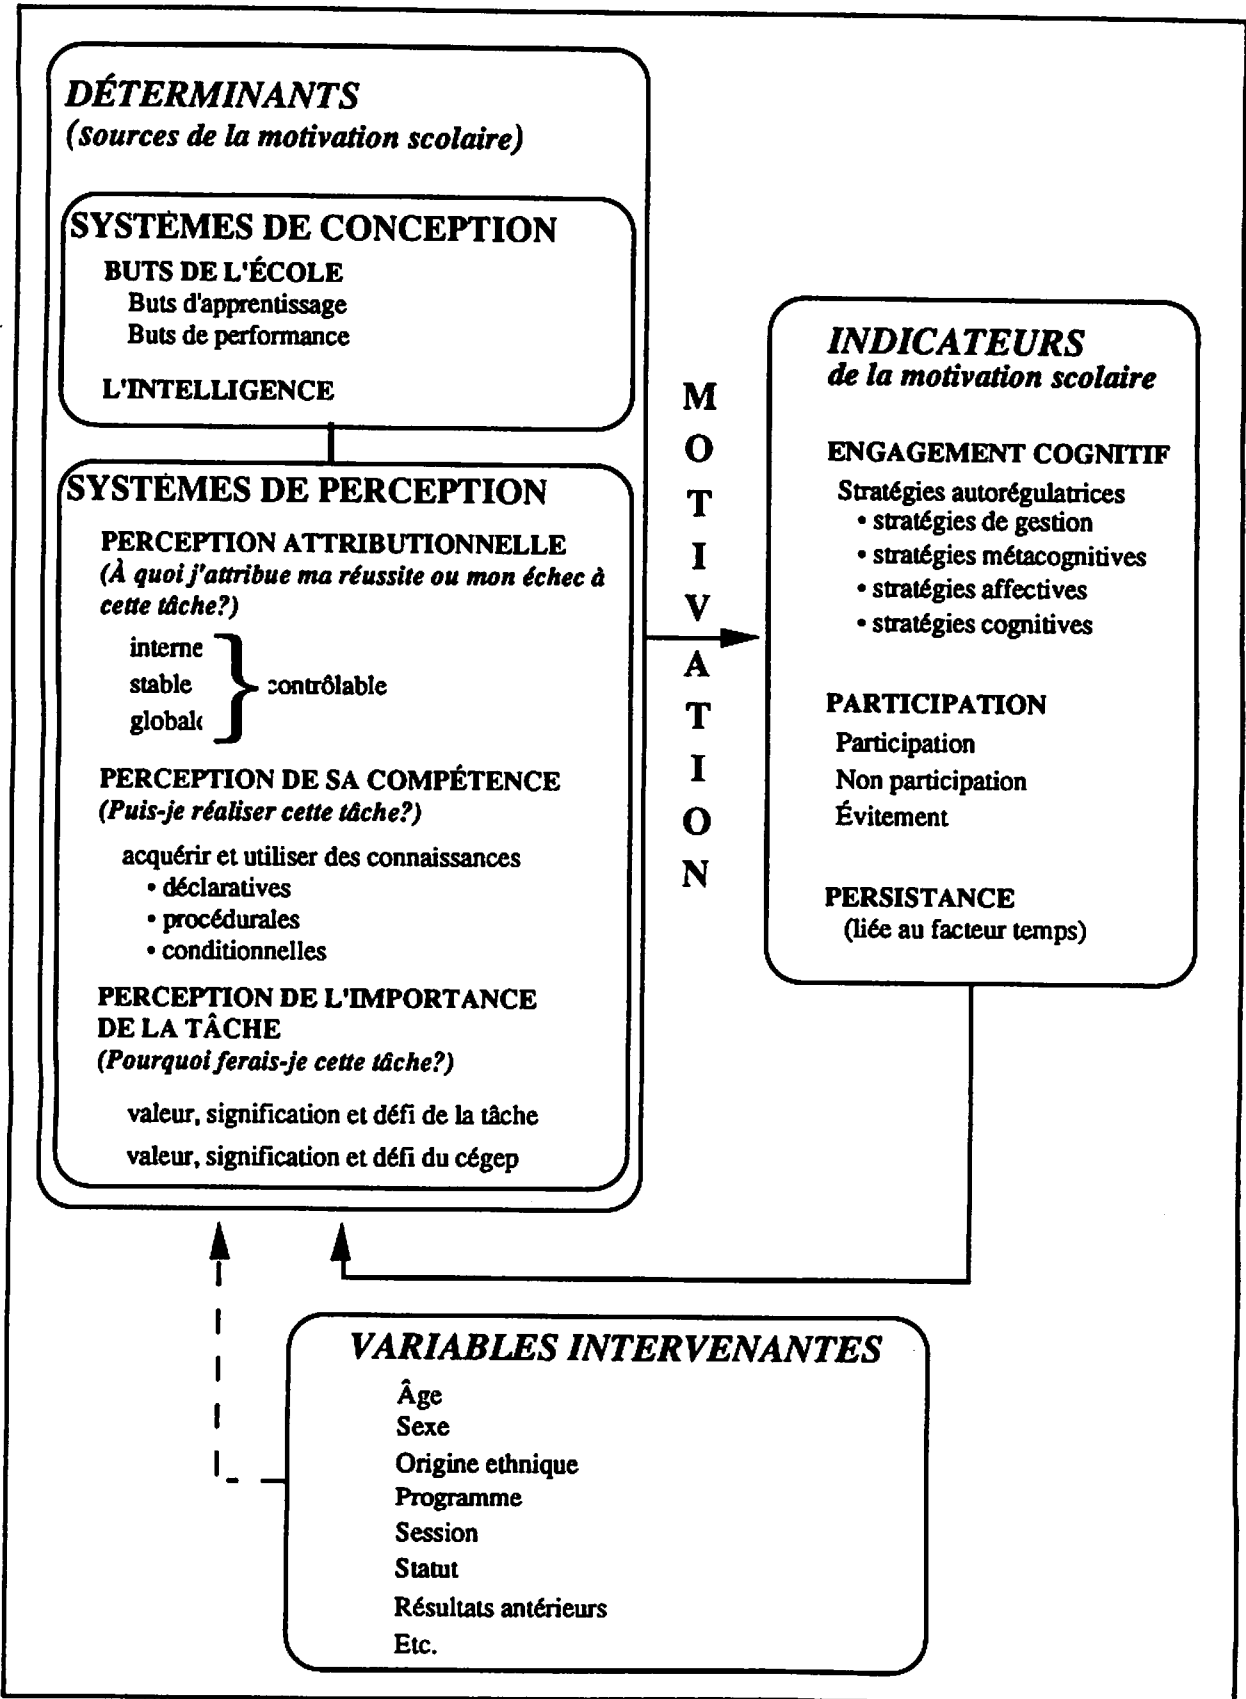 DÉTERMINANTS
(sources de la motivation scolaire)
SYSTÈMES DE CONCEPTION
BUTS DE L'ÉCOLE
Buts d'apprentissage
Buts de performance
L'INTELLIGENCE
SYSTÈMES DE PERCEPTION
PERCEPTION ATTRIBUTIONNELLE
(À quoi j'attribue ma réussite ou mon échec à
cette tâche?)
interne
stable
globale
contrôlable
PERCEPTION DE SA COMPÉTENCE
(Puis-je réaliser cette tâche?)
acquérir et utiliser des connaissances
• déclaratives
• procédurales
• conditionnelles
PERCEPTION DE L'IMPORTANCE
DE LA TÂCHE
(Pourquoi ferais-je cette tâche?)
valeur, signification et défi de la tâche
valeur, signification et défi du cégep
MOTIVATION
INDICATEURS
de la motivation scolaire
ENGAGEMENT COGNITIF
Stratégies autorégulatrices
• stratégies de gestion
• stratégies métacognitives
• stratégies affectives
• stratégies cognitives
PARTICIPATION
Participation
Non participation
Évitement
PERSISTANCE
(liée au facteur temps)
VARIABLES INTERVENANTES
Âge
Sexe
Origine ethnique
Programme
Session
Statut
Résultats antérieurs
Etc.